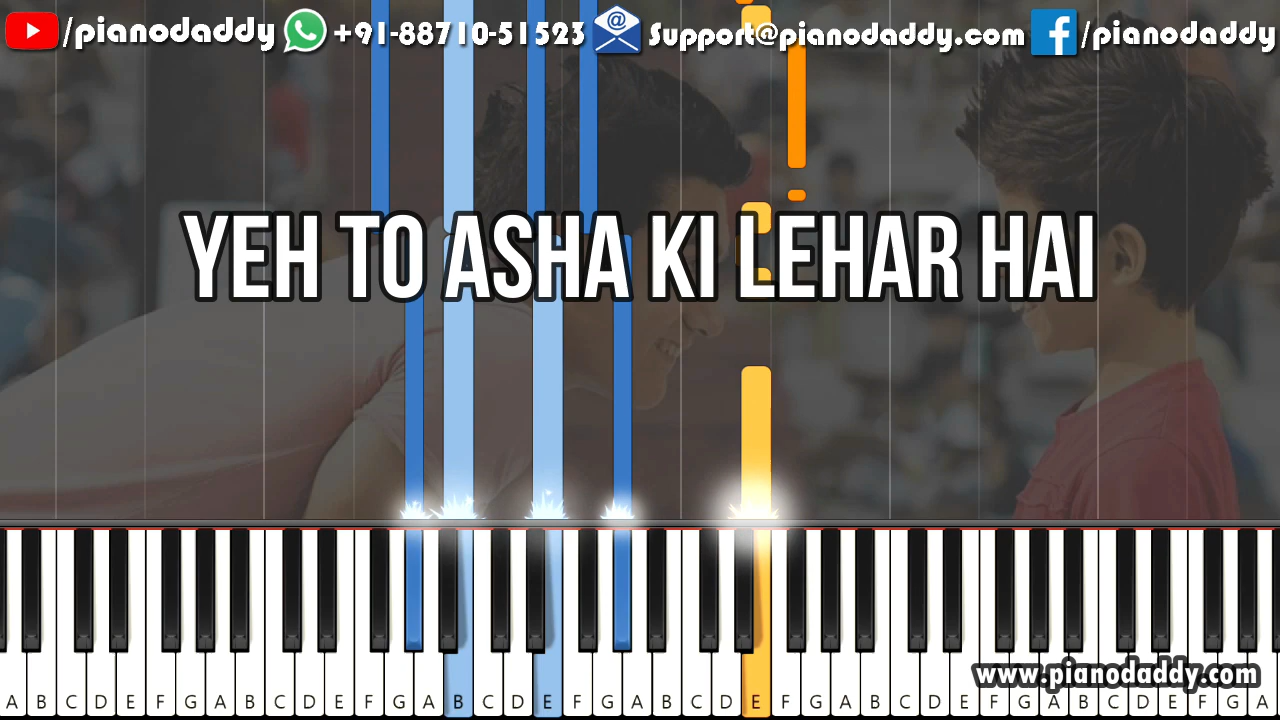 /pianodaddy +91-88710-51523 Support@pianodaddy.com /pianodaddy
YEH TO ASHA KI LEHAR HAI
www.pianodaddy.com
A B C D E F G A B C D E F G A B C D E F G A B C D E F G A B C D E F G A B C D E F G A